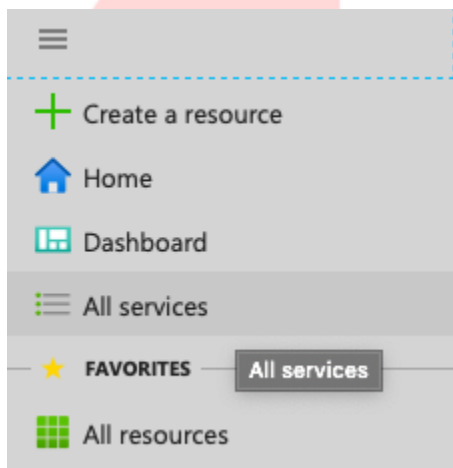 Create a resource
Home
Dashboard
All services
FAVORITES
All services
All resources